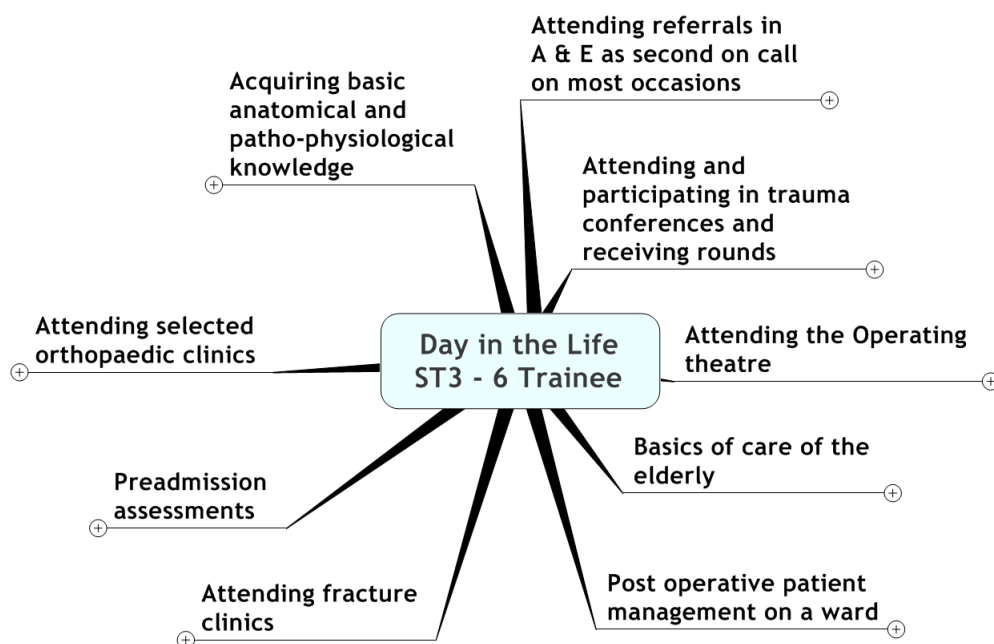 Attending referrals in
A & E as second on call
on most occasions
Acquiring basic
anatomical and
patho-physiological
knowledge
Attending and
participating in trauma
conferences and
receiving rounds
Attending selected
orthopaedic clinics
Day in the Life
ST3 - 6 Trainee
Attending the Operating
theatre
Basics of care of the
elderly
Preadmission
assessments
Attending fracture
clinics
Post operative patient
management on a ward